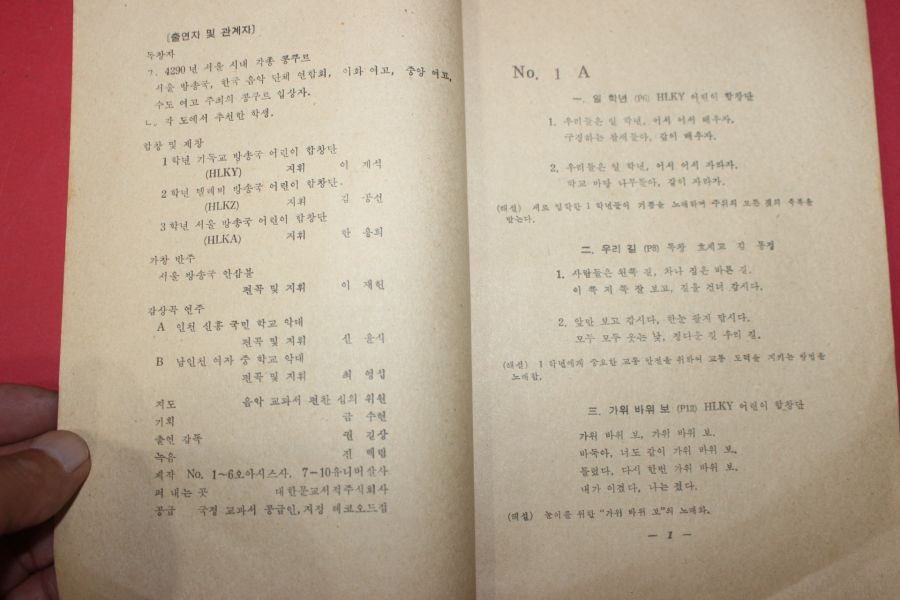 [출연자 및 관계자]
독창자
ㄱ. 4290년 서울 시내 각종 콩쿠르
서울 방송국, 한국 음악 단체 연합회, 이화 여고, 중앙 여고,
수도 여고 주최의 콩쿠르 입상자.
ㄴ. 각 도에서 추천한 학생.
합창 및 제창
1학년 기독교 방송국 어린이 합창단
(HLKY) 지휘 이 계석
2학년 텔레비 방송국 어린이 합창단.
(HLKZ) 지휘 김 공선
3학년 서울 방송국 어린이 합창단
(HLKA) 지휘 한 용희
가창 반주
서울 방송국 안삼불
편곡 및 지휘 이 재헌
감상곡 연주
A 인천 신흥 국민 학교 악대
편곡 및 지휘 신 윤식
B 남인천 여자 중 학교 악대
편곡 및 지휘 최 영섭
지도 음악 교과서 편찬 심의 위원
기획 금 수현
출연 감독 권 길상
녹음 진
제작 No. 1~6오아시스사. 7-10유니버살사
펴 내는 곳 대한문교서적주식회사
공급 국정 교과서 공급인, 지정 레코오드점
No. 1 A
一. 일 학년 (P6) HLKY 어린이 합창단
1. 우리들은 일 학년, 어서 어서 배우자.
구경하는 참새들아, 같이 배우자.
2. 우리들은 일 학년, 어서 어서 자라자.
학교 마당 나무들아, 같이 자라자.
(해설) 새로 입학한 1학년들이 기쁨을 노래하며 주위의 모든 것의 축복을
받는다.
二. 우리 길 (P8) 독창 효제교 김 동경
1. 사람들은 왼쪽 길, 차나 짐은 바른 길.
이 쪽 저 쪽 잘 보고, 길을 건너 갑시다.
2. 앞만 보고 갑시다, 한눈 팔지 맙시다.
모두 모두 웃는 낯, 정다운 길 우리 길.
(해설) 1학년에게 중요한 교통 안전을 위하여 교통 도덕을 지키는 방법을
노래함.
三. 가위 바위 보 (P12) HLKY 어린이 합창단
가위 바위 보, 가위 바위 보.
바둑아, 너도 같이 가위 바위 보.
틀렸다, 다시 한번 가위 바위 보.
내가 이겼다, 나는 졌다.
(해설) 놀이를 위한 "가위 바위 보"의 노래와.
— 1 —